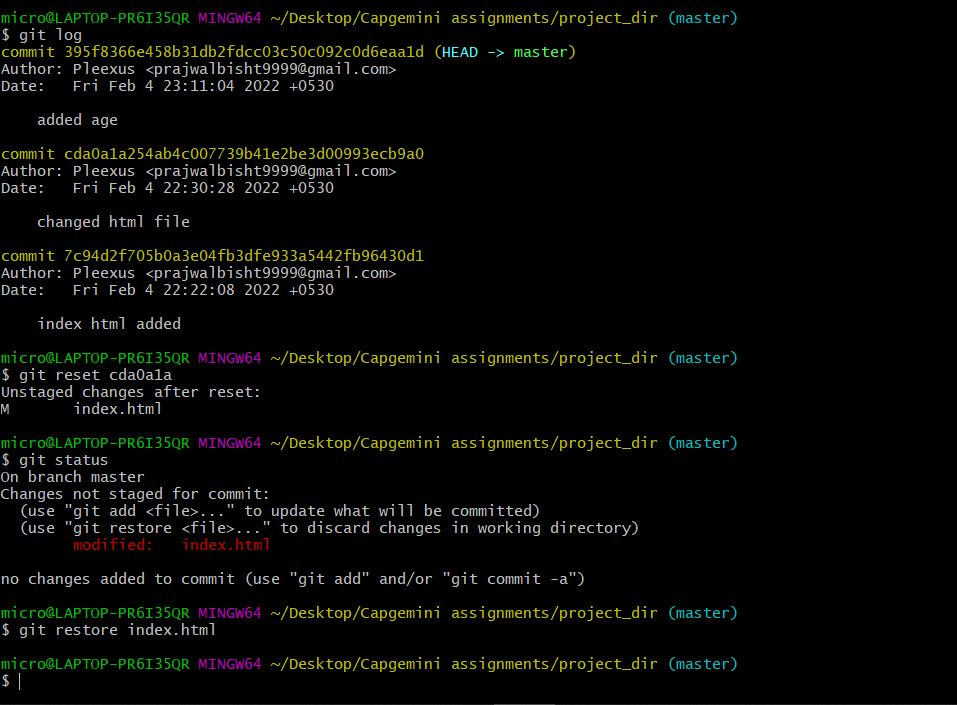 micro@LAPTOP-PR6I35QR MINGW64 ~/Desktop/Capgemini assignments/project_dir (master)
$ git log
commit 395f8366e458b31db2fdcc03c50c092c0d6eaa1d (HEAD -> master)
Author: Pleexus <prajwalbisht9999@gmail.com>
Date:   Fri Feb 4 23:11:04 2022 +0530

    added age

commit cda0a1a254ab4c007739b41e2be3d00993ecb9a0
Author: Pleexus <prajwalbisht9999@gmail.com>
Date:   Fri Feb 4 22:30:28 2022 +0530

    changed html file

commit 7c94d2f705b0a3e04fb3dfe933a5442fb96430d1
Author: Pleexus <prajwalbisht9999@gmail.com>
Date:   Fri Feb 4 22:22:08 2022 +0530

    index html added

micro@LAPTOP-PR6I35QR MINGW64 ~/Desktop/Capgemini assignments/project_dir (master)
$ git reset cda0a1a
Unstaged changes after reset:
M       index.html

micro@LAPTOP-PR6I35QR MINGW64 ~/Desktop/Capgemini assignments/project_dir (master)
$ git status
On branch master
Changes not staged for commit:
  (use "git add <file>..." to update what will be committed)
  (use "git restore <file>..." to discard changes in working directory)
        modified:   index.html

no changes added to commit (use "git add" and/or "git commit -a")

micro@LAPTOP-PR6I35QR MINGW64 ~/Desktop/Capgemini assignments/project_dir (master)
$ git restore index.html

micro@LAPTOP-PR6I35QR MINGW64 ~/Desktop/Capgemini assignments/project_dir (master)
$